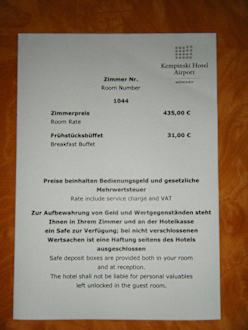 Kempinski Hotel
Airport
MÜNCHEN
Zimmer Nr.
Room Number
1044
Zimmerpreis 435,00 €
Room Rate
Frühstücksbüffet 31,00 €
Breakfast Buffet
Preise beinhalten Bedienungsgeld und gesetzliche
Mehrwertsteuer
Rate include service charge and VAT
Zur Aufbewahrung von Geld und Wertgegenständen steht
Ihnen in Ihrem Zimmer und an der Hotelkasse
ein Safe zur Verfügung; bei nicht verschlossenen
Wertsachen ist eine Haftung seitens des Hotels
ausgeschlossen
Safe deposit boxes are provided both in your room
and at reception.
The hotel shall not be liable for personal valuables
left unlocked in the guest room.